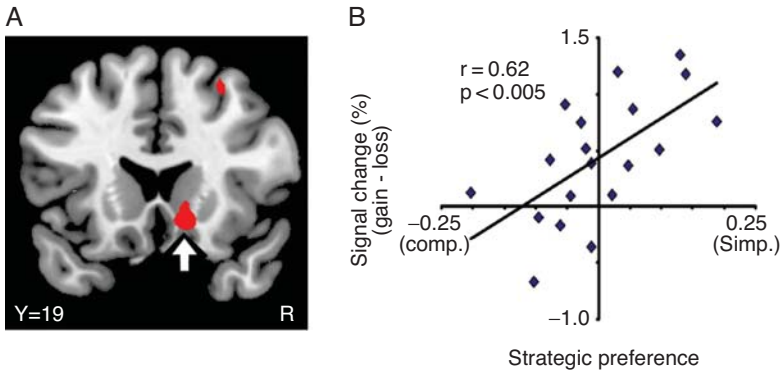 A
Y=19
R
B
1.5
r = 0.62
p < 0.005
Signal change (%)
(gain - loss)
−0.25
(comp.)
0.25
(Simp.)
−1.0
Strategic preference